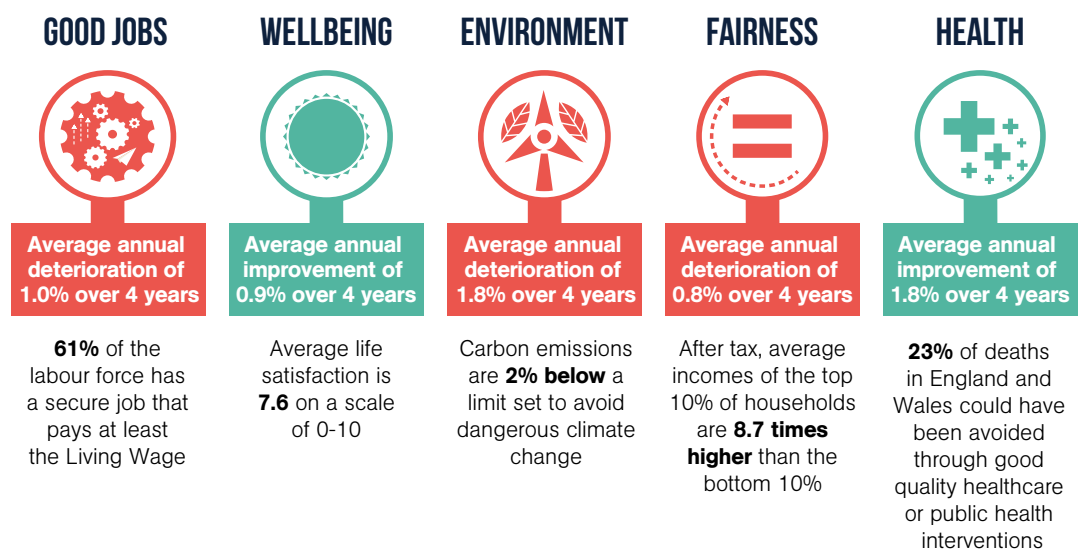 GOOD JOBS
Average annual
deterioration of
1.0% over 4 years
61% of the
labour force has
a secure job that
pays at least
the Living Wage
WELLBEING
Average annual
improvement of
0.9% over 4 years
Average life
satisfaction is
7.6 on a scale
of 0-10
ENVIRONMENT
Average annual
deterioration of
1.8% over 4 years
Carbon emissions
are 2% below a
limit set to avoid
dangerous climate
change
FAIRNESS
Average annual
deterioration of
0.8% over 4 years
After tax, average
incomes of the top
10% of households
are 8.7 times
higher than the
bottom 10%
HEALTH
Average annual
improvement of
1.8% over 4 years
23% of deaths
in England and
Wales could have
been avoided
through good
quality healthcare
or public health
interventions